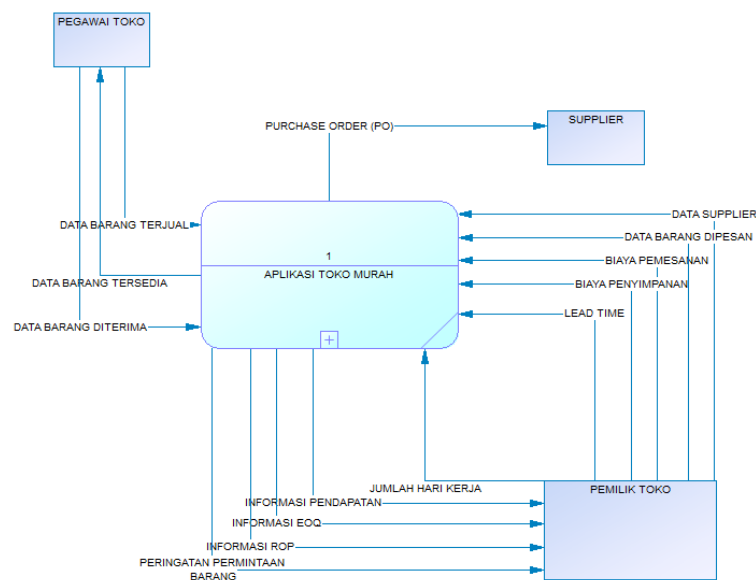 PEGAWAI TOKO
PURCHASE ORDER (PO)
SUPPLIER
DATA SUPPLIER
DATA BARANG TERJUAL
DATA BARANG DIPESAN
1
BIAYA PEMESANAN
APLIKASI TOKO MURAH
DATA BARANG TERSEDIA
BIAYA PENYIMPANAN
LEAD TIME
DATA BARANG DITERIMA
JUMLAH HARI KERJA
PEMILIK TOKO
INFORMASI PENDAPATAN
INFORMASI EOQ
INFORMASI ROP
PERINGATAN PERMINTAAN
BARANG